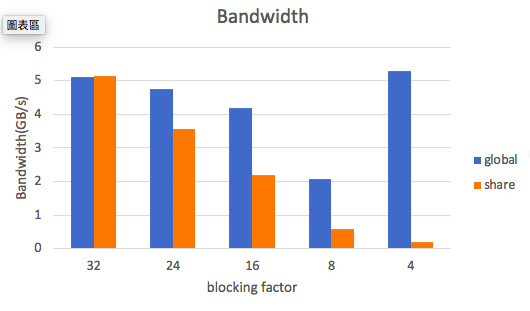 Bandwidth
圖表區
6
5
4
3
2
1
0
Bandwidth(GB/s)
32 24 16 8 4
blocking factor
global
share